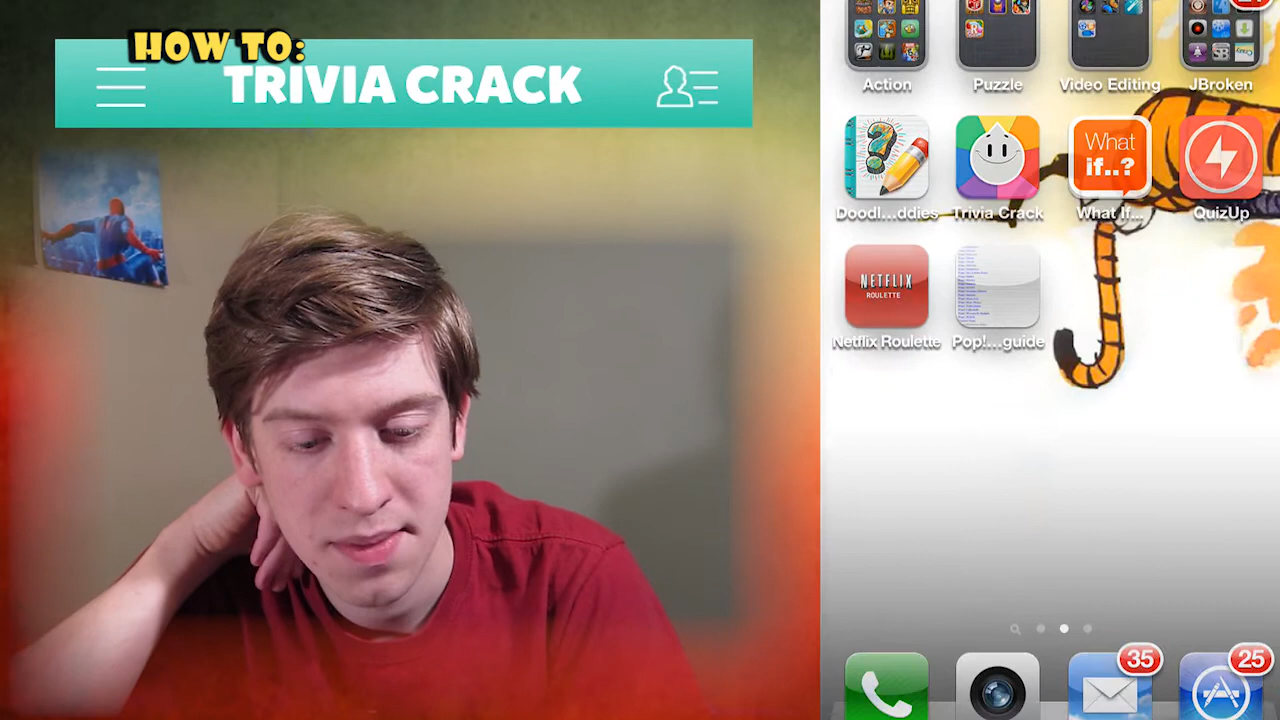 HOW TO:
TRIVIA CRACK
Action
Puzzle
Video Editing
JBroken
What
if..?
Doodl...ddies
Trivia Crack
What If...
QuizUp
NETFLIX
ROULETTE
Netflix Roulette
Pop!...guide
35
25